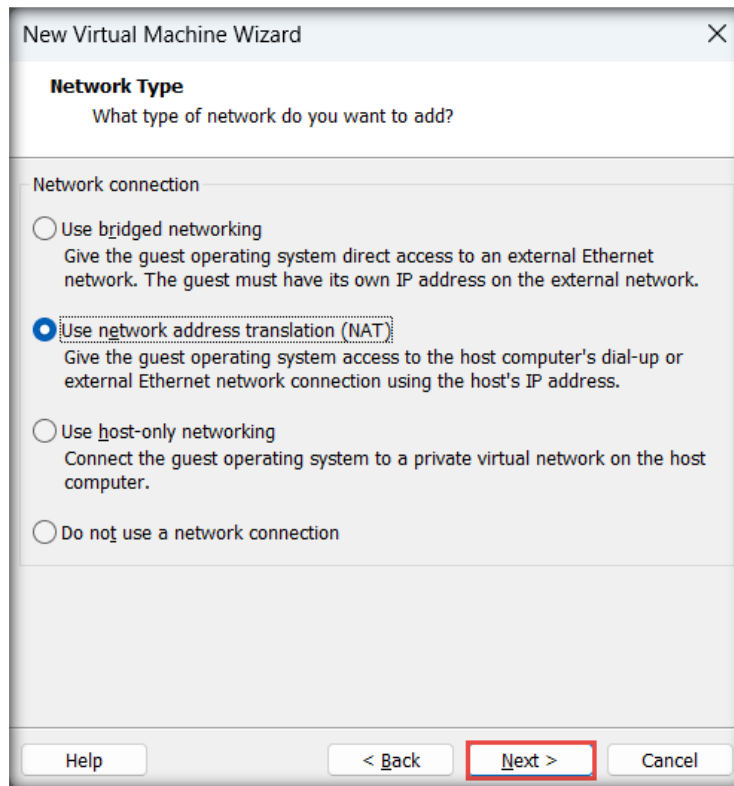 New Virtual Machine Wizard
Network Type
What type of network do you want to add?
Network connection
Use bridged networking
Give the guest operating system direct access to an external Ethernet
network. The guest must have its own IP address on the external network.
Use network address translation (NAT)
Give the guest operating system access to the host computer's dial-up or
external Ethernet network connection using the host's IP address.
Use host-only networking
Connect the guest operating system to a private virtual network on the host
computer.
Do not use a network connection
Help < Back Next > Cancel